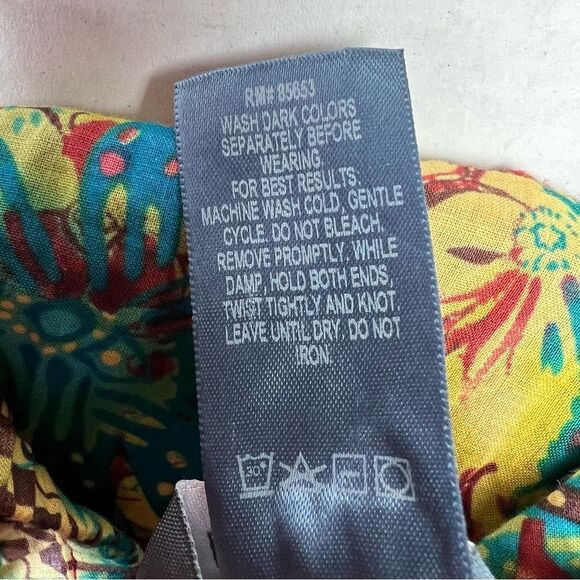 RM# 85653
WASH DARK COLORS
SEPARATELY BEFORE
WEARING.
FOR BEST RESULTS.
MACHINE WASH COLD, GENTLE
CYCLE. DO NOT BLEACH.
REMOVE PROMPTLY. WHILE
DAMP, HOLD BOTH ENDS,
TWIST TIGHTLY AND KNOT.
LEAVE UNTIL DRY. DO NOT
IRON.
30°